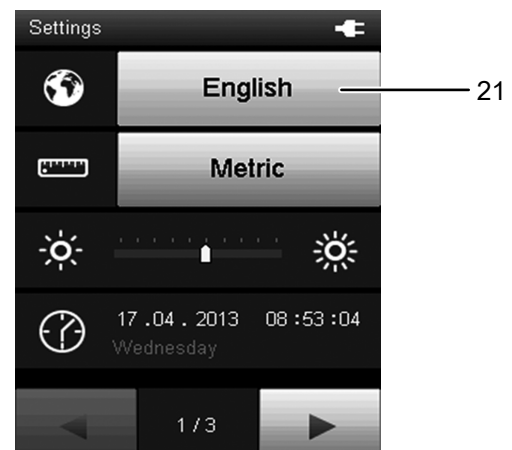 Settings
English
21
Metric
17 .04 . 2013 08 :53 :04
Wednesday
1 / 3